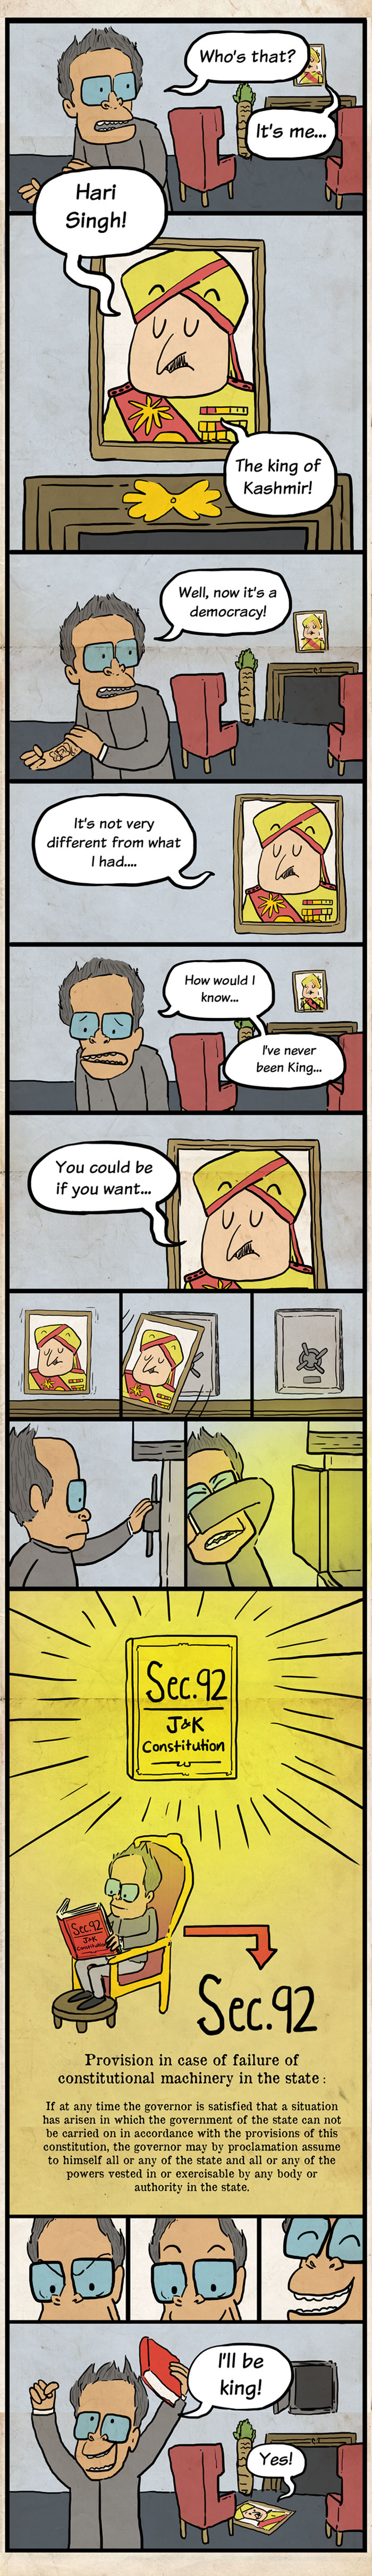 Who's that?
It's me...
Hari
Singh!
The king of
Kashmir!
Well, now it's a
democracy!
It's not very
different from what
I had....
How would I
know...
I've never
been King...
You could be
if you want...
Sec.92
J&K
Constitution
Sec.92
J&K
Constitution
Sec.92
Provision in case of failure of
constitutional machinery in the state :
If at any time the governor is satisfied that a situation
has arisen in which the government of the state can not
be carried on in accordance with the provisions of this
constitution, the governor may by proclamation assume
to himself all or any of the state and all or any of the
powers vested in or exercisable by any body or
authority in the state.
I'll be
king!
Yes!